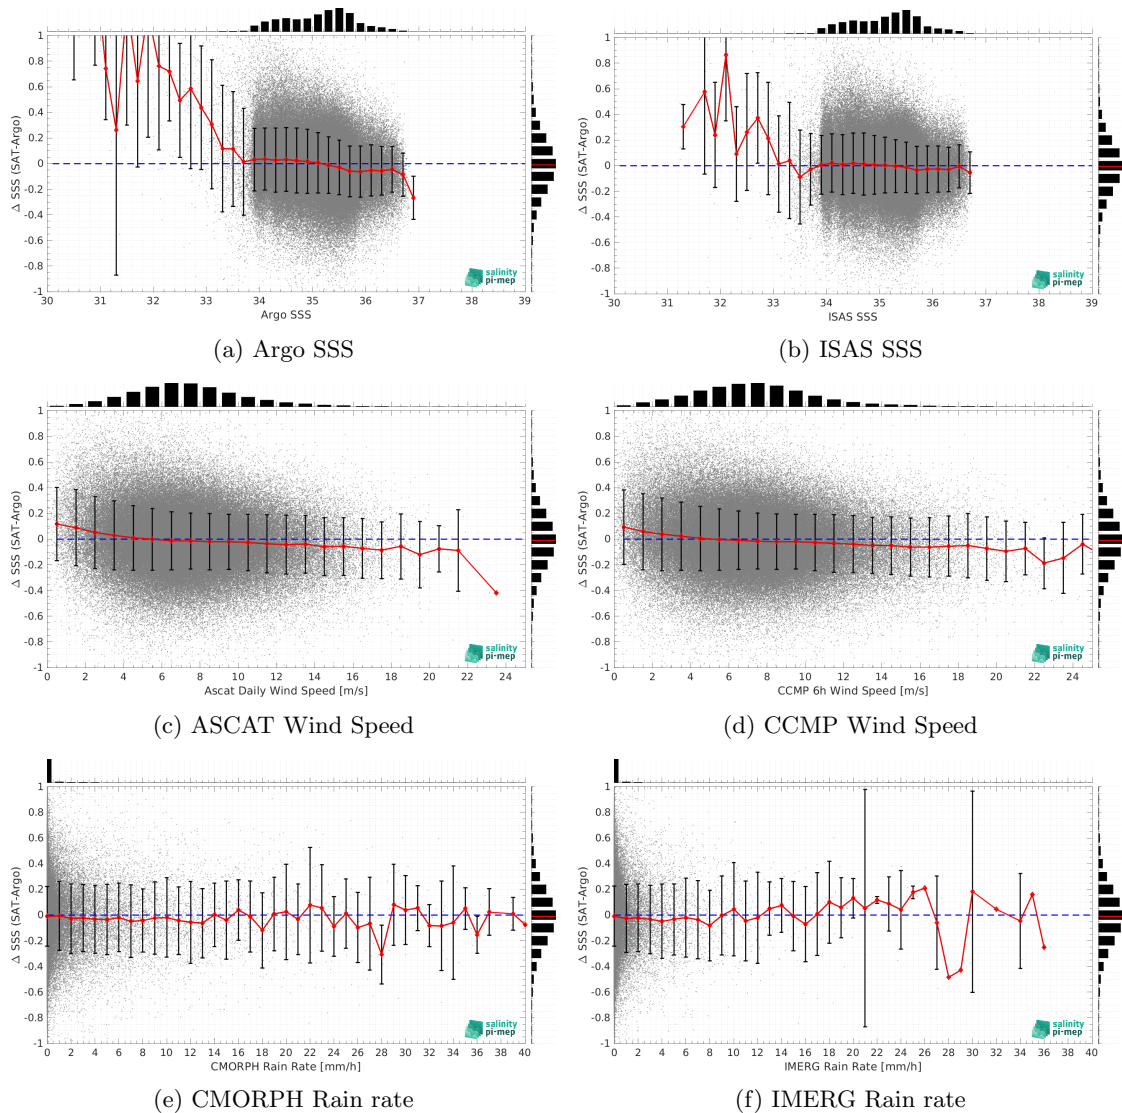 1
0.8
0.6
0.4
0.2
0
-0.2
-0.4
-0.6
-0.8
-1
Δ SSS (SAT-Argo)
salinity
pi-mep
30 31 32 33 34 35 36 37 38 39
Argo SSS
(a) Argo SSS
1
0.8
0.6
0.4
0.2
0
-0.2
-0.4
-0.6
-0.8
-1
Δ SSS (SAT-Argo)
salinity
pi-mep
30 31 32 33 34 35 36 37 38 39
ISAS SSS
(b) ISAS SSS
1
0.8
0.6
0.4
0.2
0
-0.2
-0.4
-0.6
-0.8
-1
Δ SSS (SAT-Argo)
salinity
pi-mep
0 2 4 6 8 10 12 14 16 18 20 22 24
Ascat Daily Wind Speed [m/s]
(c) ASCAT Wind Speed
1
0.8
0.6
0.4
0.2
0
-0.2
-0.4
-0.6
-0.8
-1
Δ SSS (SAT-Argo)
salinity
pi-mep
0 2 4 6 8 10 12 14 16 18 20 22 24
CCMP 6h Wind Speed [m/s]
(d) CCMP Wind Speed
1
0.8
0.6
0.4
0.2
0
-0.2
-0.4
-0.6
-0.8
-1
Δ SSS (SAT-Argo)
salinity
pi-mep
0 2 4 6 8 10 12 14 16 18 20 22 24 26 28 30 32 34 36 38 40
CMORPH Rain Rate [mm/h]
(e) CMORPH Rain rate
1
0.8
0.6
0.4
0.2
0
-0.2
-0.4
-0.6
-0.8
-1
Δ SSS (SAT-Argo)
salinity
pi-mep
0 2 4 6 8 10 12 14 16 18 20 22 24 26 28 30 32 34 36 38 40
IMERG Rain Rate [mm/h]
(f) IMERG Rain rate